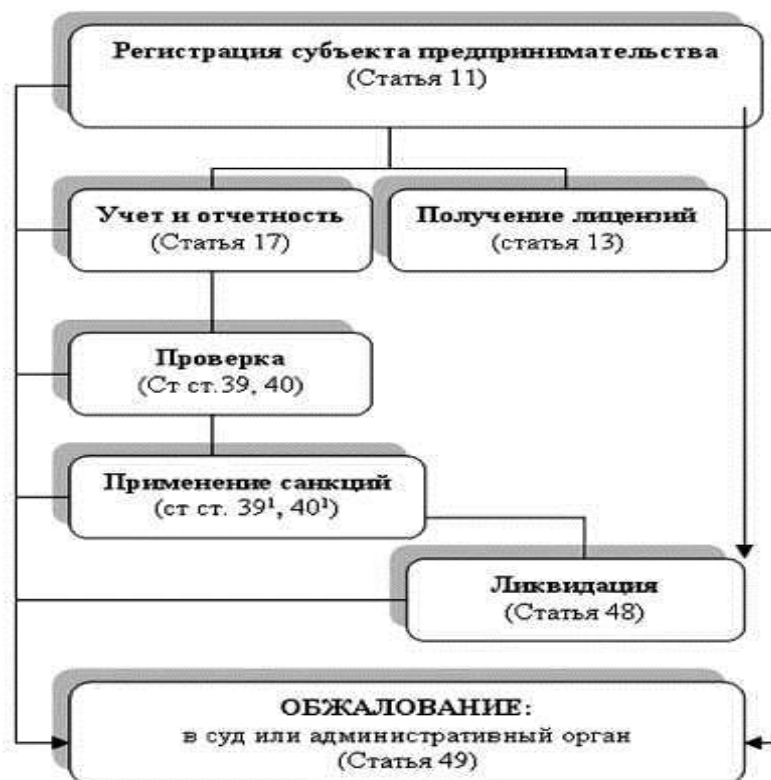 Регистрация субъекта предпринимательства
(Статья 11)
Учет и отчетность
(Статья 17)
Получение лицензий
(статья 13)
Проверка
(Ст ст.39, 40)
Применение санкций
(ст ст. 39¹, 40¹)
Ликвидация
(Статья 48)
ОБЖАЛОВАНИЕ:
в суд или административный орган
(Статья 49)